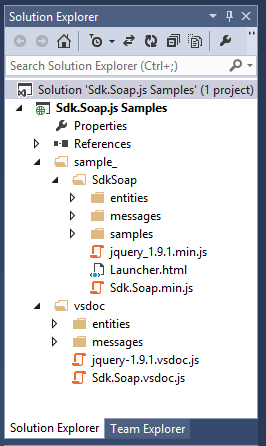 Solution Explorer
Search Solution Explorer (Ctrl+;)
Solution 'Sdk.Soap.js Samples' (1 project)
Sdk.Soap.js Samples
Properties
References
sample_
SdkSoap
entities
messages
samples
jquery_1.9.1.min.js
Launcher.html
Sdk.Soap.min.js
vsdoc
entities
messages
jquery-1.9.1.vsdoc.js
Sdk.Soap.vsdoc.js
Solution Explorer Team Explorer